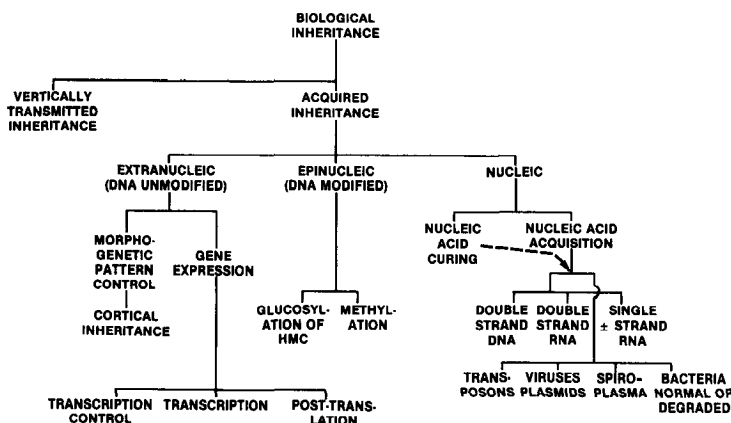 BIOLOGICAL
INHERITANCE
VERTICALLY
TRANSMITTED
INHERITANCE
ACQUIRED
INHERITANCE
EXTRANUCLEIC
(DNA UNMODIFIED)
EPINUCLEIC
(DNA MODIFIED)
NUCLEIC
MORPHO-
GENETIC
PATTERN
CONTROL
GENE
EXPRESSION
NUCLEIC
ACID
CURING
NUCLEIC ACID
ACQUISITION
CORTICAL
INHERITANCE
GLUCOSYL-
ATION OF
HMC
METHYL-
ATION
DOUBLE
STRAND
DNA
DOUBLE
STRAND
RNA
SINGLE
± STRAND
RNA
TRANSCRIPTION
CONTROL
TRANSCRIPTION
POST-TRANS-
LATION
TRANS-
POSONS
VIRUSES
PLASMIDS
SPIRO-
PLASMA
BACTERIA
NORMAL OF
DEGRADED